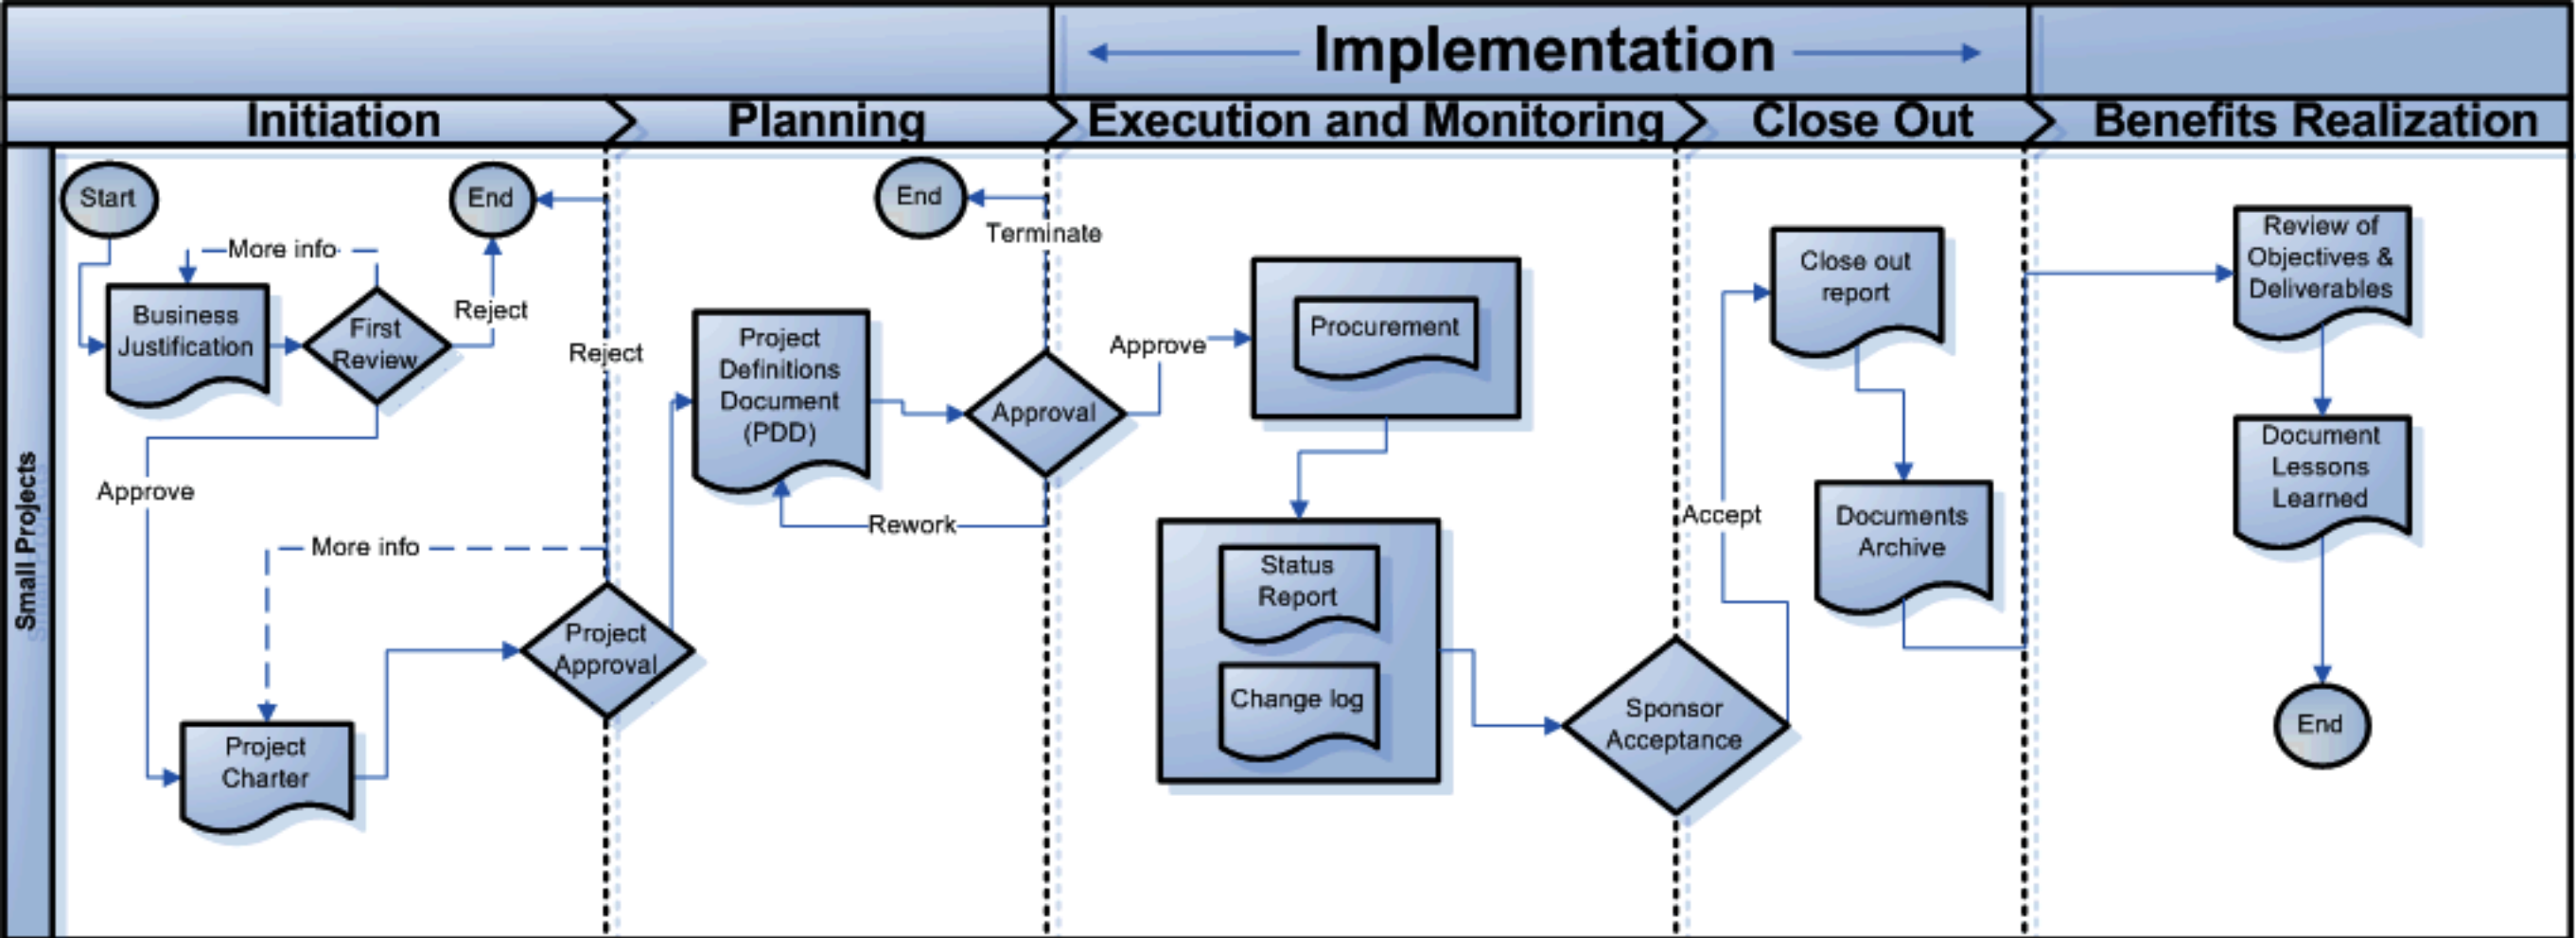 Implementation
Initiation
Planning
Execution and Monitoring
Close Out
Benefits Realization
Small Projects
Start
End
More info
Business
Justification
First
Review
Reject
Approve
More info
Project
Charter
Reject
Project
Approval
End
Terminate
Project
Definitions
Document
(PDD)
Approval
Rework
Approve
Procurement
Status
Report
Change log
Sponsor
Acceptance
Accept
Close out
report
Documents
Archive
Review of
Objectives &
Deliverables
Document
Lessons
Learned
End